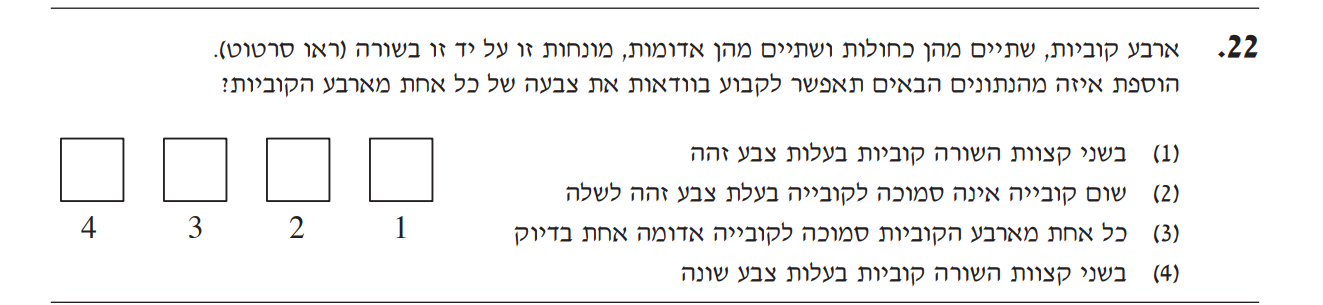 22. ארבע קוביות, שתיים מהן כחולות ושתיים מהן אדומות, מונחות זו על יד זו בשורה (ראו סרטוט).
הוספת איזה מהנתונים הבאים תאפשר לקבוע בוודאות את צבעה של כל אחת מארבע הקוביות?
(1) בשני קצוות השורה קוביות בעלות צבע זהה
(2) שום קובייה אינה סמוכה לקובייה בעלת צבע זהה לשלה
(3) כל אחת מארבע הקוביות סמוכה לקובייה אדומה אחת בדיוק
(4) בשני קצוות השורה קוביות בעלות צבע שונה
4 3 2 1